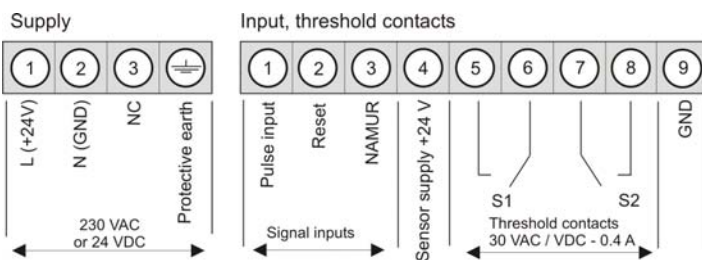 Supply
1
2
3
L (+24V)
N (GND)
NC
Protective earth
230 VAC
or 24 VDC
Input, threshold contacts
1
2
3
4
5
6
7
8
9
Pulse input
Reset
NAMUR
Sensor supply +24 V
S1
S2
GND
Signal inputs
Threshold contacts
30 VAC / VDC - 0.4 A